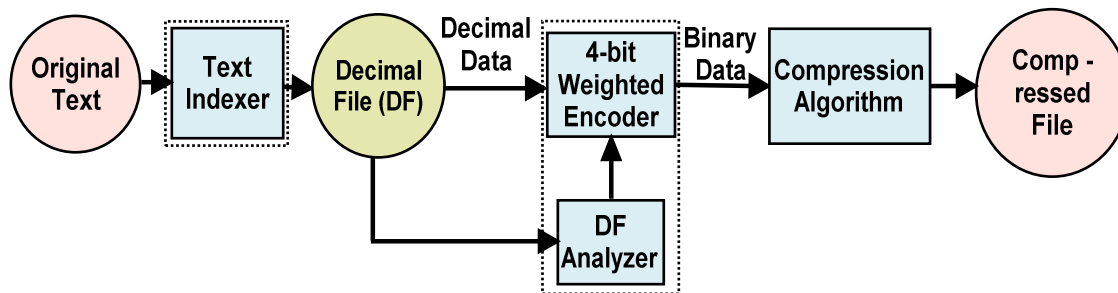 Original
Text
Text
Indexer
Decimal
File (DF)
Decimal
Data
4-bit
Weighted
Encoder
DF
Analyzer
Binary
Data
Compression
Algorithm
Comp -
ressed
File